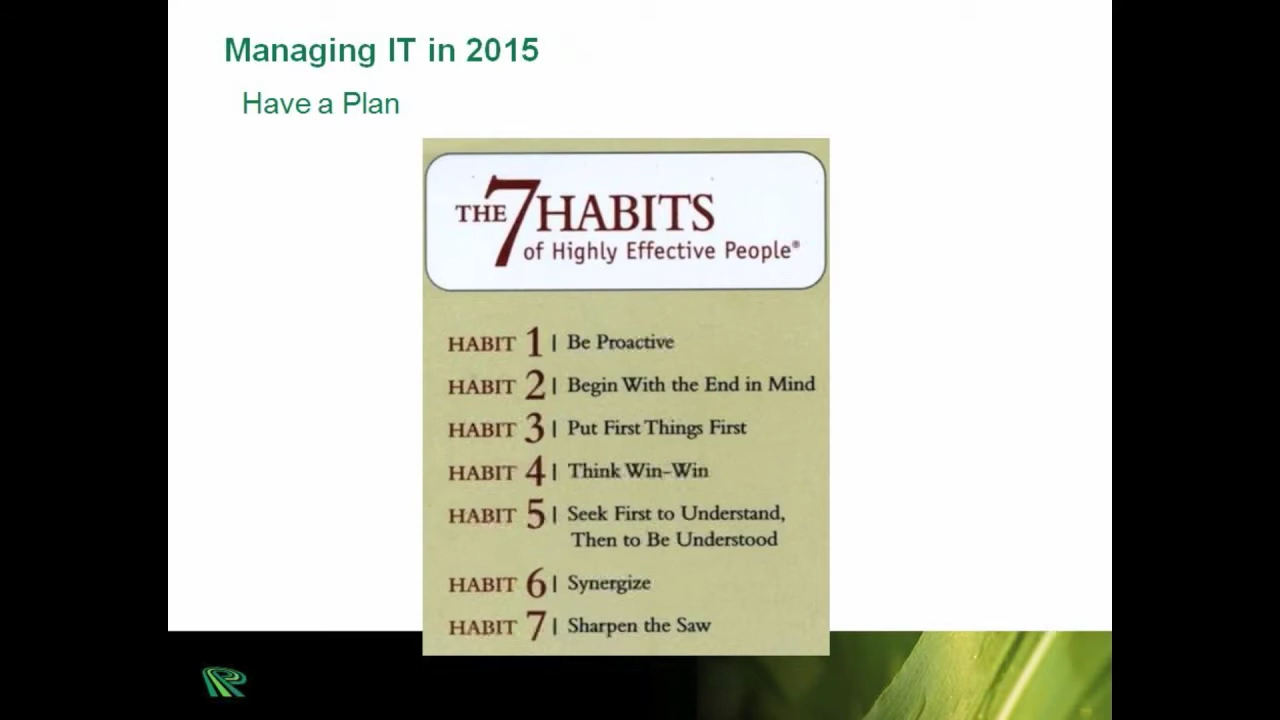 Managing IT in 2015
Have a Plan
THE 7 HABITS
of Highly Effective People®
HABIT 1 | Be Proactive
HABIT 2 | Begin With the End in Mind
HABIT 3 | Put First Things First
HABIT 4 | Think Win-Win
HABIT 5 | Seek First to Understand,
Then to Be Understood
HABIT 6 | Synergize
HABIT 7 | Sharpen the Saw